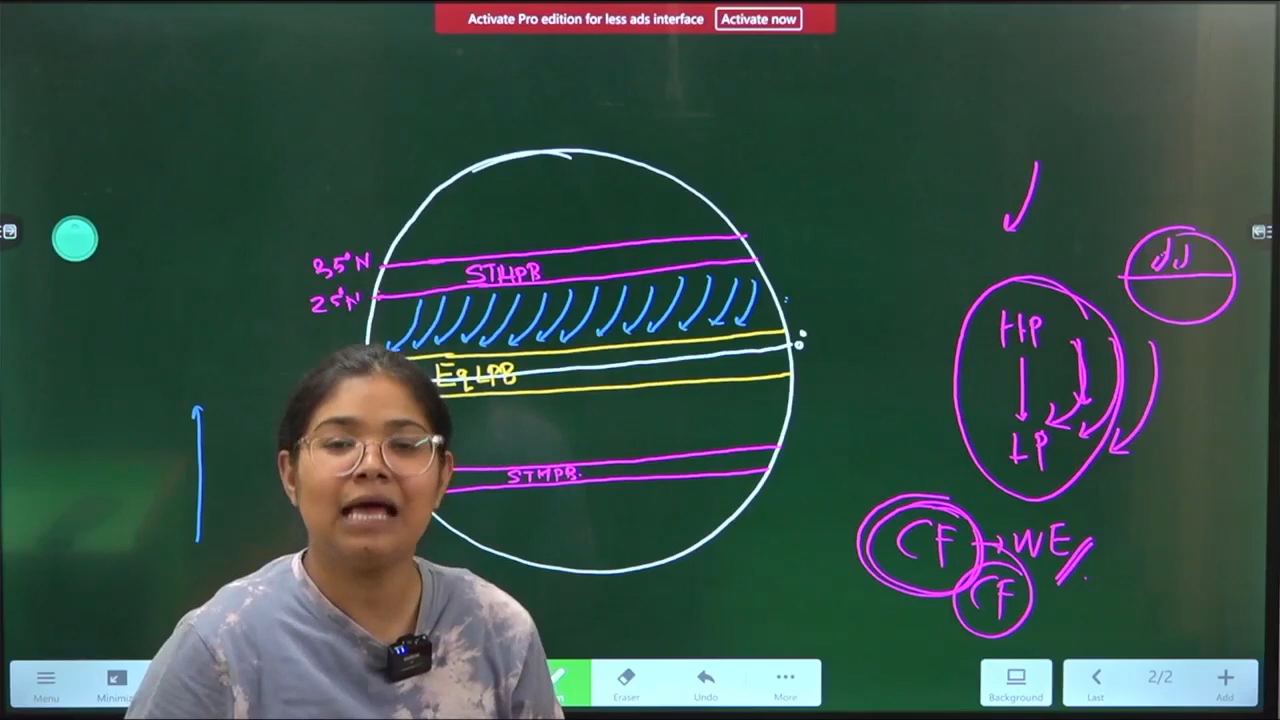 Activate Pro edition for less ads interface Activate now
35°N
STHPB
25°N
EqLPB
STHPB.
HP
LP
CF → WE
CF
Menu
Eraser
Undo
More
Background
Last
2/2
Add